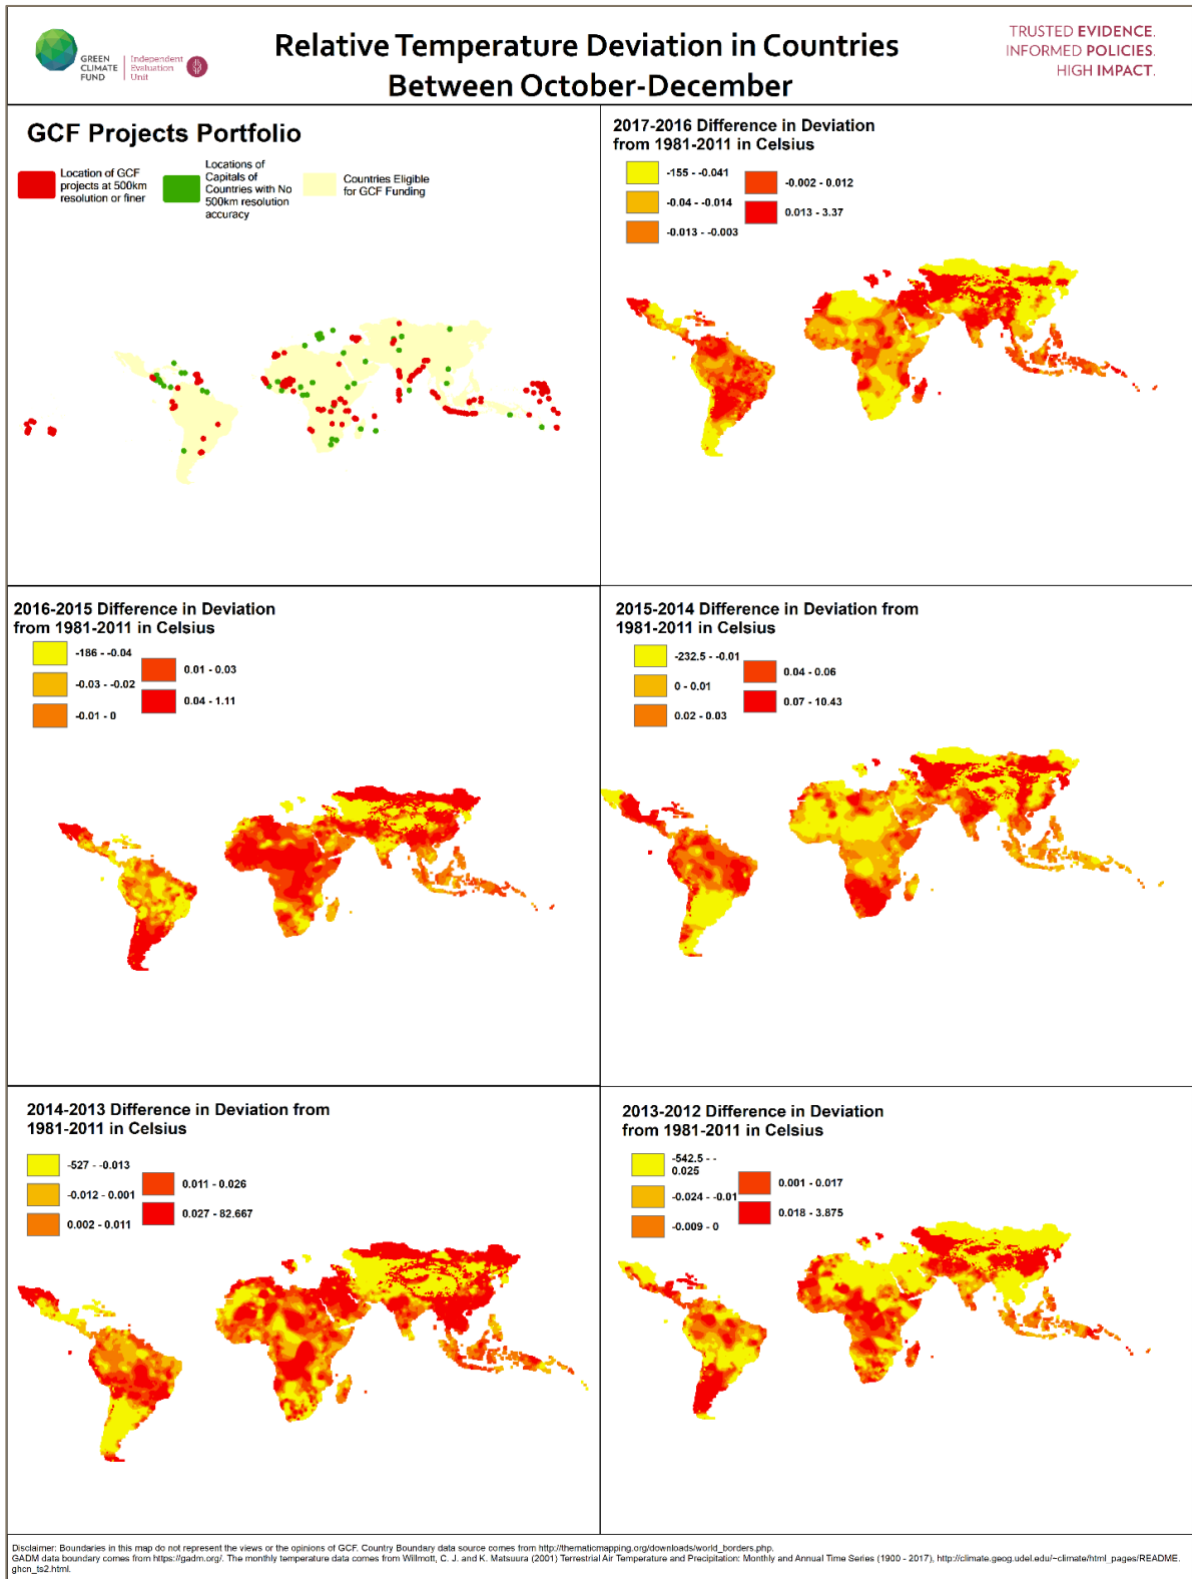 GREEN
CLIMATE
FUND
Independent
Evaluation
Unit
Relative Temperature Deviation in Countries
Between October-December
TRUSTED EVIDENCE.
INFORMED POLICIES.
HIGH IMPACT.
GCF Projects Portfolio
Location of GCF
projects at 500km
resolution or finer
Locations of
Capitals of
Countries with No
500km resolution
accuracy
Countries Eligible
for GCF Funding
2017-2016 Difference in Deviation
from 1981-2011 in Celsius
-155 - -0.041
-0.04 - -0.014
-0.013 - -0.003
-0.002 - 0.012
0.013 - 3.37
2016-2015 Difference in Deviation
from 1981-2011 in Celsius
-186 - -0.04
-0.03 - -0.02
-0.01 - 0
0.01 - 0.03
0.04 - 1.11
2015-2014 Difference in Deviation from
1981-2011 in Celsius
-232.5 - -0.01
0 - 0.01
0.02 - 0.03
0.04 - 0.06
0.07 - 10.43
2014-2013 Difference in Deviation from
1981-2011 in Celsius
-527 - -0.013
-0.012 - 0.001
0.002 - 0.011
0.011 - 0.026
0.027 - 82.667
2013-2012 Difference in Deviation
from 1981-2011 in Celsius
-542.5 - -
0.025
-0.024 - -0.01
-0.009 - 0
0.001 - 0.017
0.018 - 3.875
Disclaimer: Boundaries in this map do not represent the views or the opinions of GCF. Country Boundary data source comes from http://thematicmapping.org/downloads/world_borders.php.
GADM data boundary comes from https://gadm.org/. The monthly temperature data comes from Willmott, C. J. and K. Matsuura (2001) Terrestrial Air Temperature and Precipitation: Monthly and Annual Time Series (1900 - 2017), http://climate.geog.udel.edu/~climate/html_pages/README.
ghcn_ts2.html.